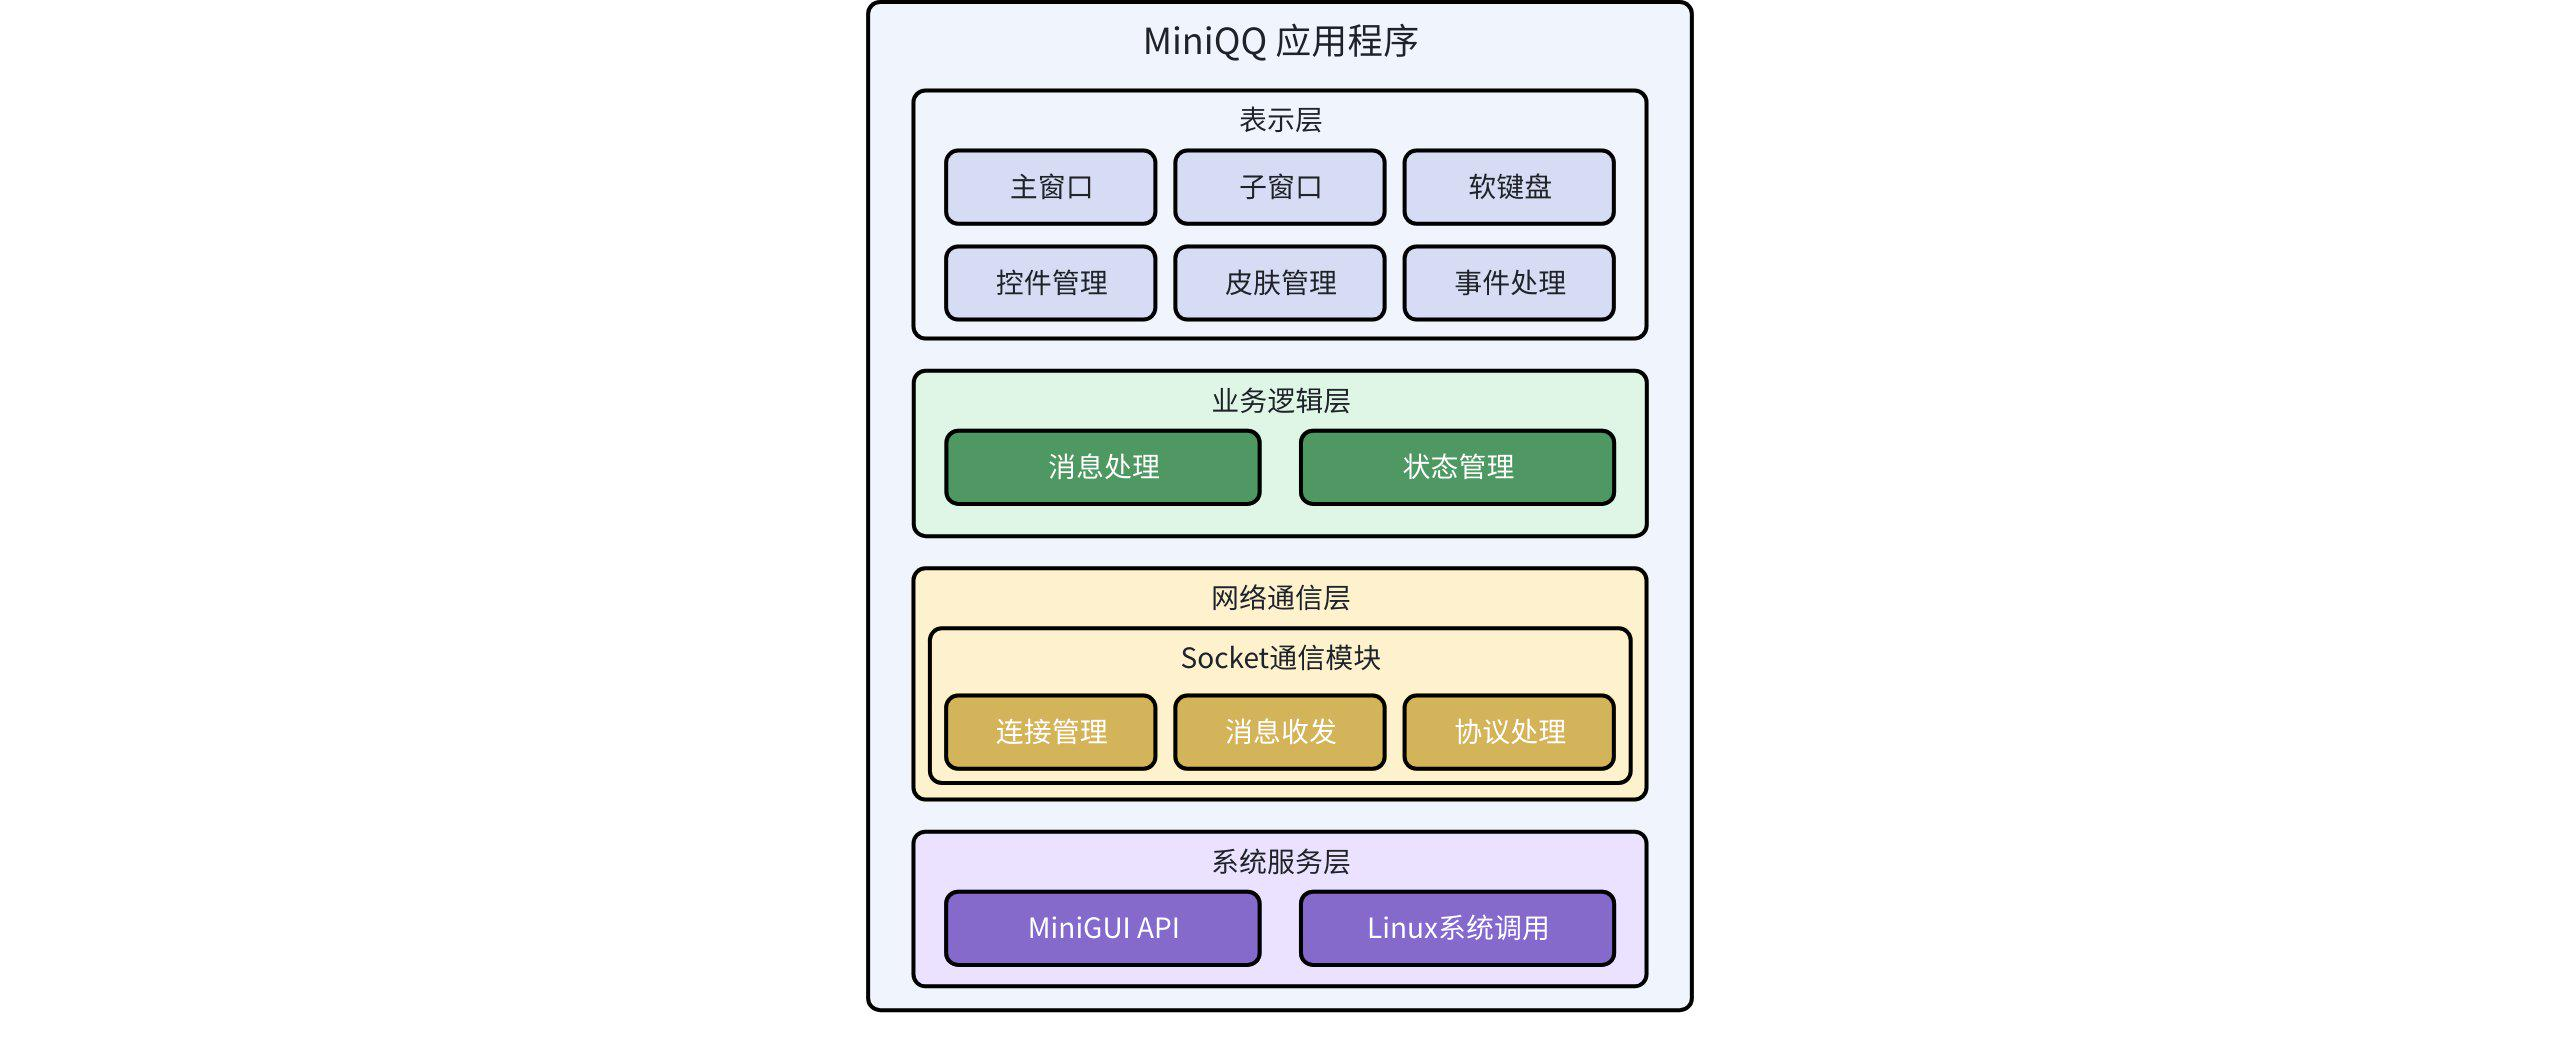 MiniQQ 应用程序
表示层
主窗口
子窗口
软键盘
控件管理
皮肤管理
事件处理
业务逻辑层
消息处理
状态管理
网络通信层
Socket通信模块
连接管理
消息收发
协议处理
系统服务层
MiniGUI API
Linux系统调用